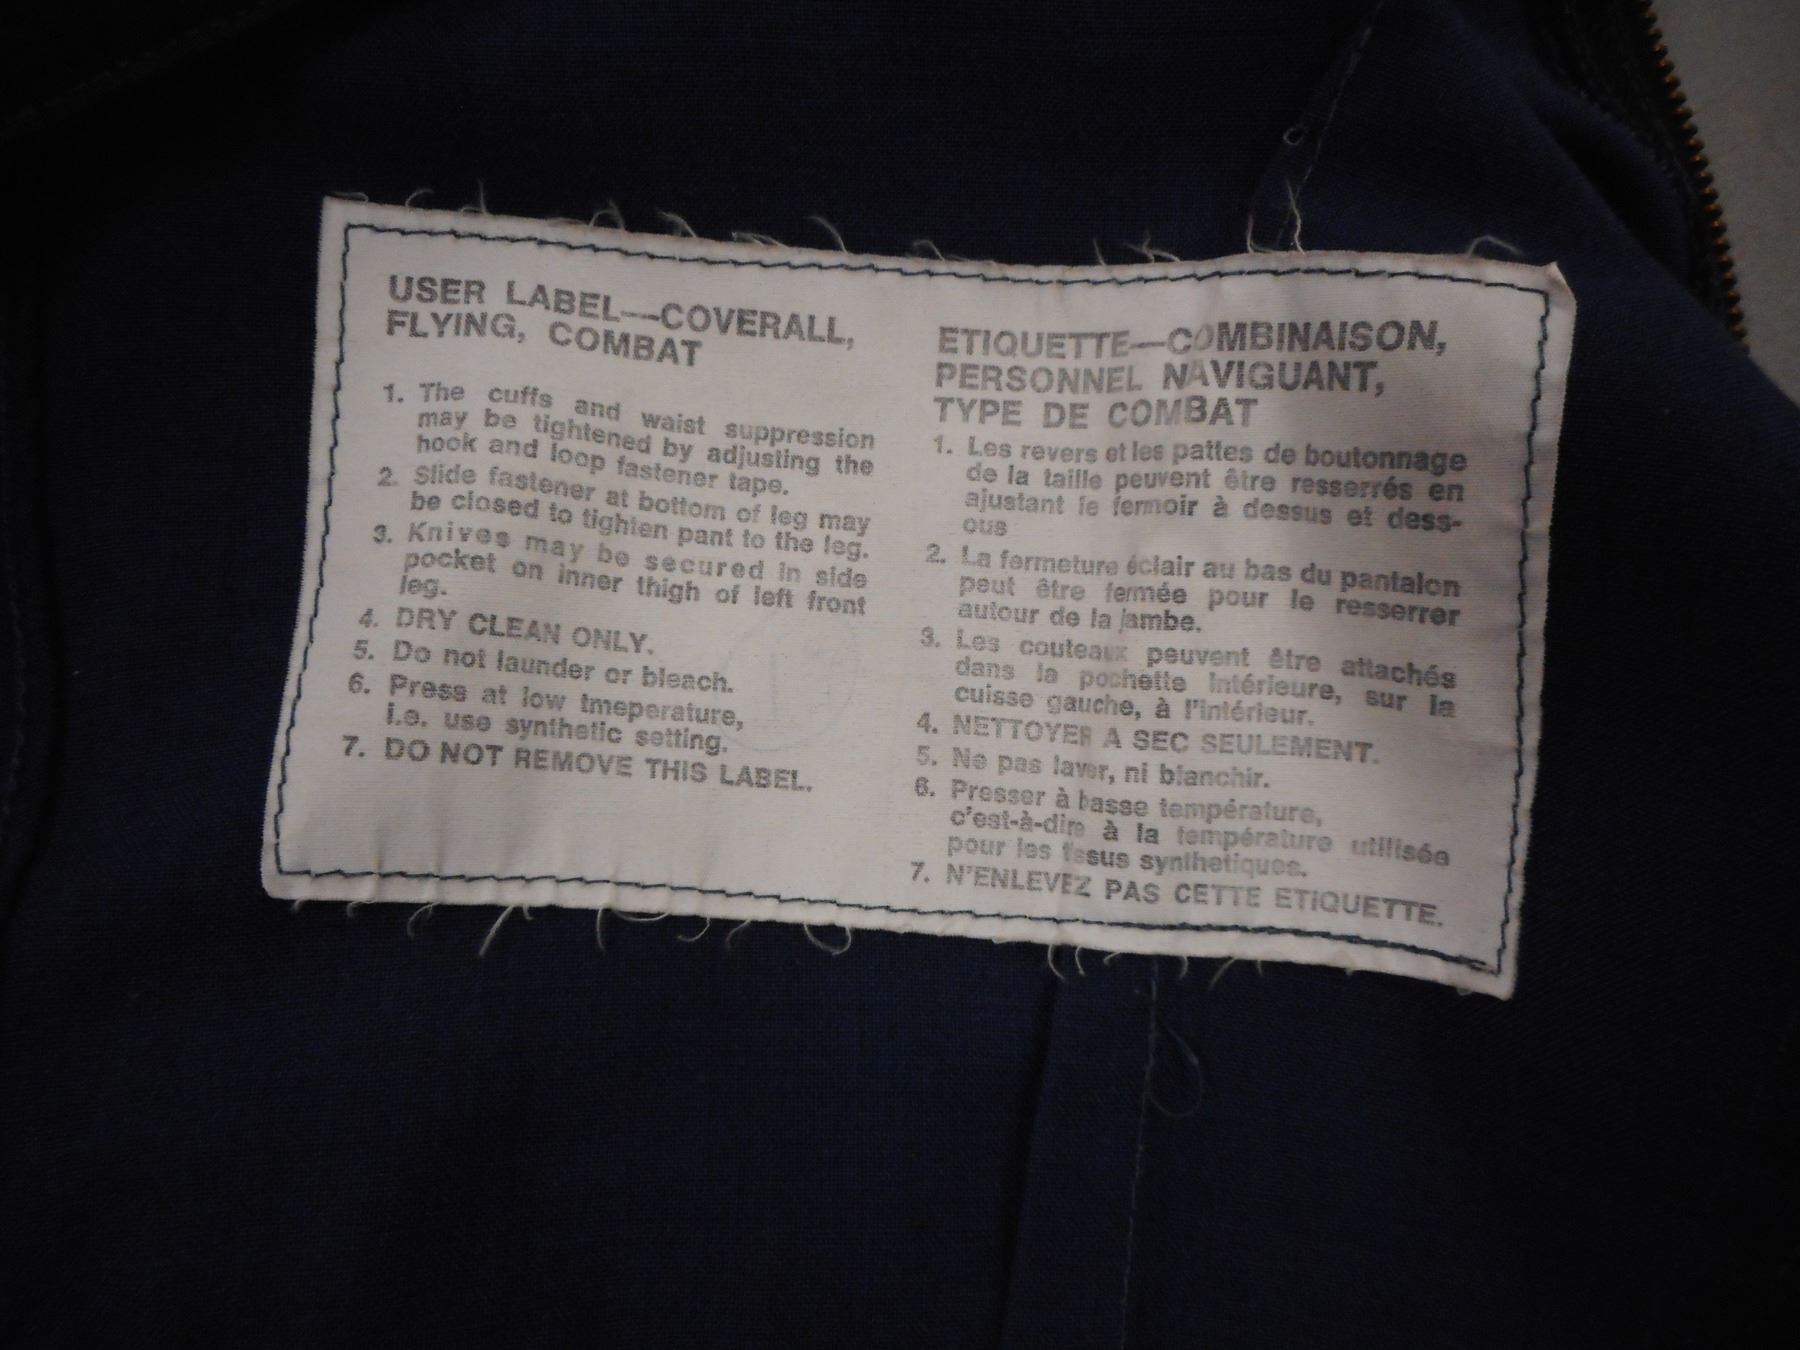 USER LABEL—COVERALL,
FLYING, COMBAT
1. The cuffs and waist suppression
may be tightened by adjusting the
hook and loop fastener tape.
2. Slide fastener at bottom of leg may
be closed to tighten pant to the leg.
3. Knives may be secured in side
pocket on inner thigh of left front
leg.
4. DRY CLEAN ONLY.
5. Do not launder or bleach.
6. Press at low tmeperature,
i.e. use synthetic setting.
7. DO NOT REMOVE THIS LABEL.
ETIQUETTE—COMBINAISON,
PERSONNEL NAVIGUANT,
TYPE DE COMBAT
1. Les revers et les pattes de boutonnage
de la taille peuvent être resserrés en
ajustant le fermoir à dessus et dess-
ous
2. La fermeture éclair au bas du pantalon
peut être fermée pour le resserrer
autour de la jambe.
3. Les couteaux peuvent être attachés
dans la pochette intérieure, sur la
cuisse gauche, à l'intérieur.
4. NETTOYER A SEC SEULEMENT.
5. Ne pas laver, ni blanchir.
6. Presser à basse température,
c'est-à-dire à la température utilisée
pour les tissus synthetiques.
7. N'ENLEVEZ PAS CETTE ETIQUETTE.